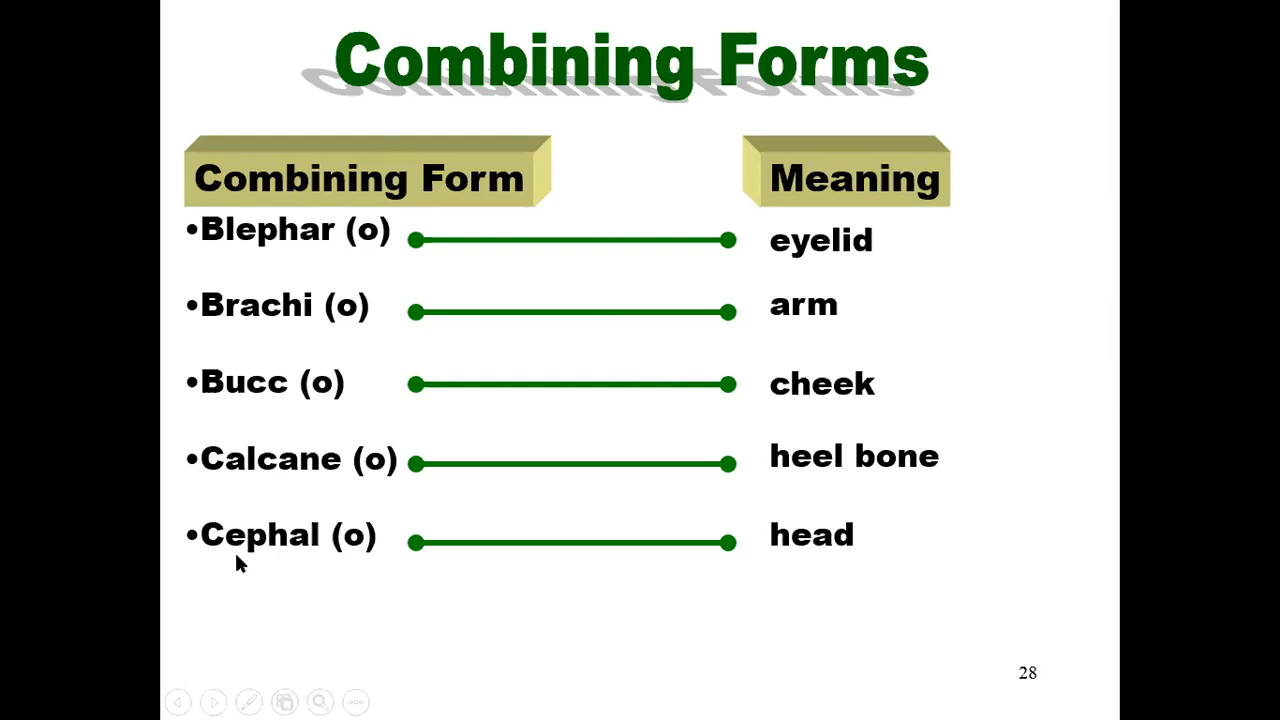 Combining Forms
Combining Form
Meaning
•Blephar (o)
eyelid
•Brachi (o)
arm
•Bucc (o)
cheek
•Calcane (o)
heel bone
•Cephal (o)
head
28